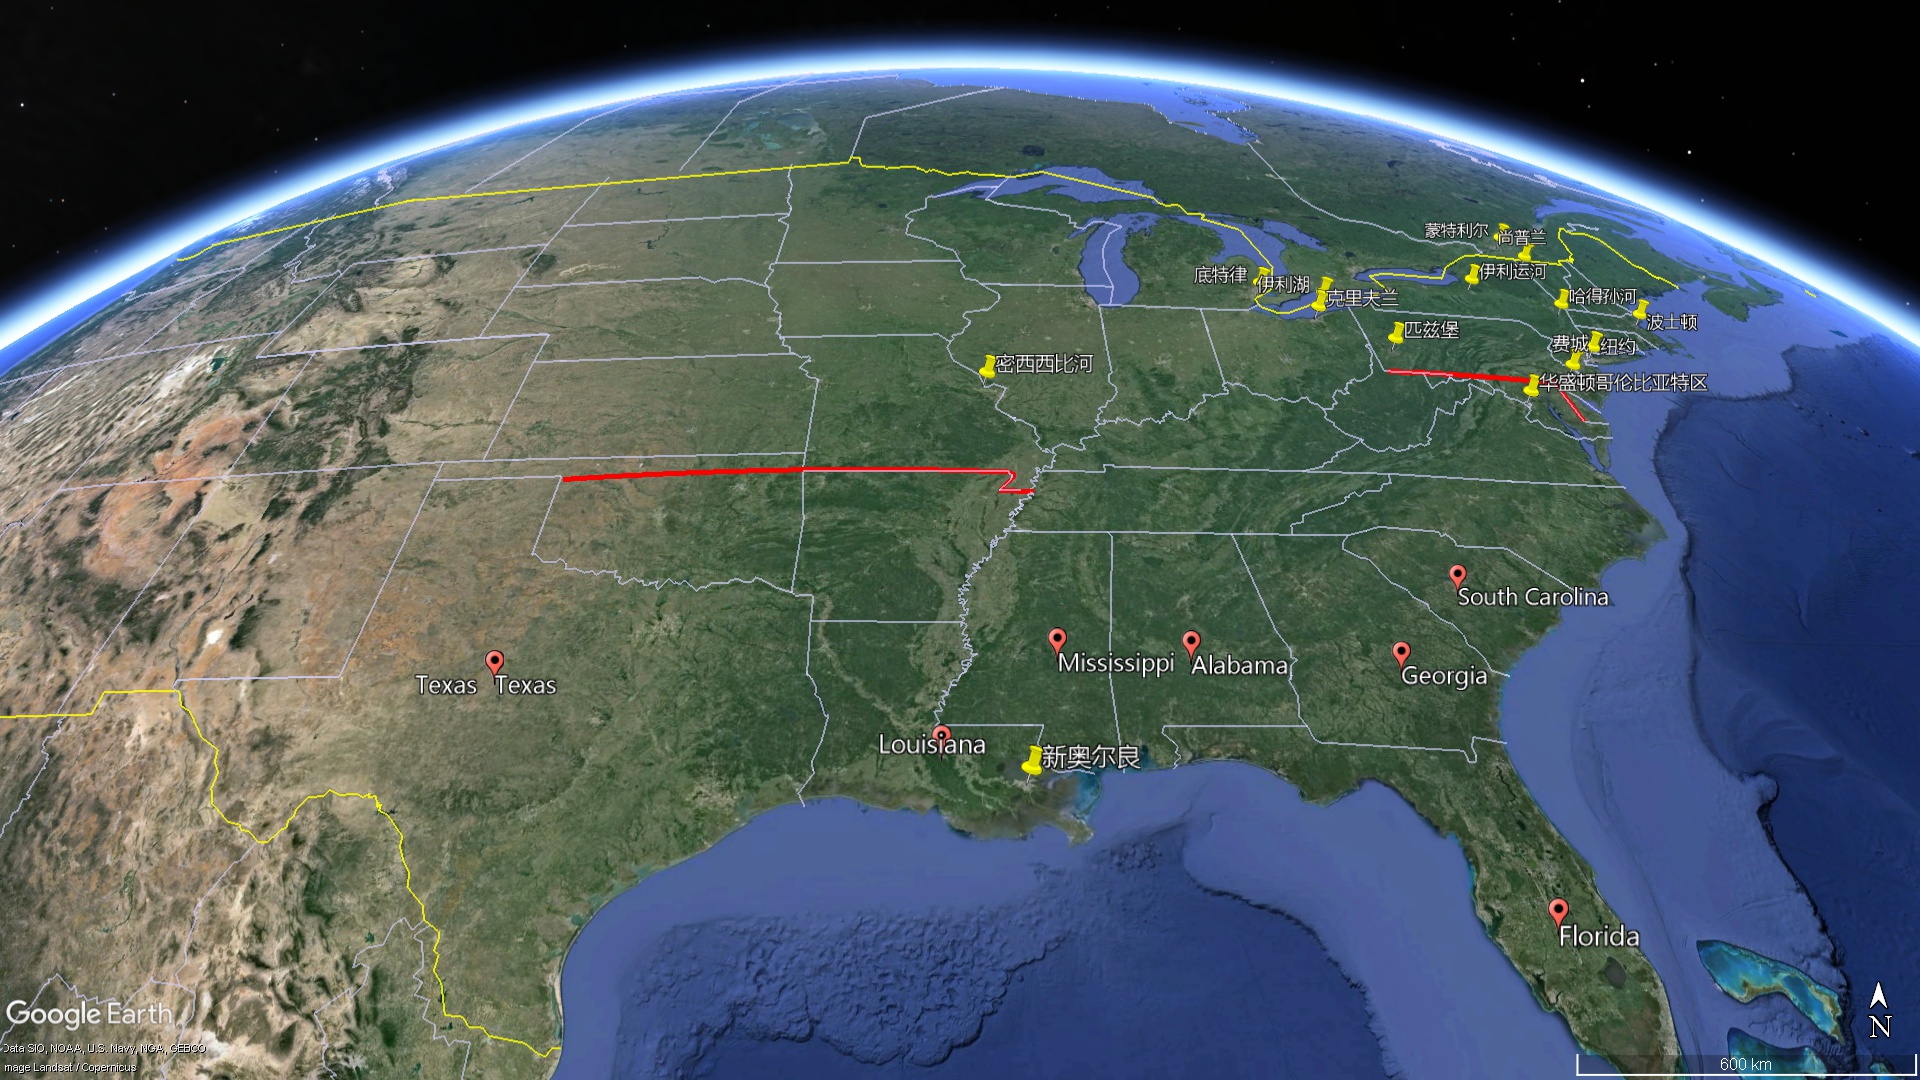 蒙特利尔
尚普兰
底特律
伊利湖
伊利运河
克里夫兰
哈得孙河
波士顿
匹兹堡
费城
纽约
密西西比河
华盛顿哥伦比亚特区
South Carolina
Mississippi
Alabama
Georgia
Texas Texas
Louisiana
新奥尔良
Florida
Google Earth
N
Data SIO, NOAA, U.S. Navy, NGA, GEBCO
mage Landsat / Copernicus
600 km